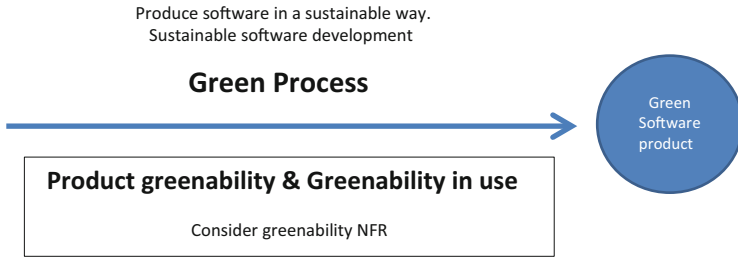 Produce software in a sustainable way.
Sustainable software development
Green Process
Green
Software
product
Product greenability & Greenability in use
Consider greenability NFR